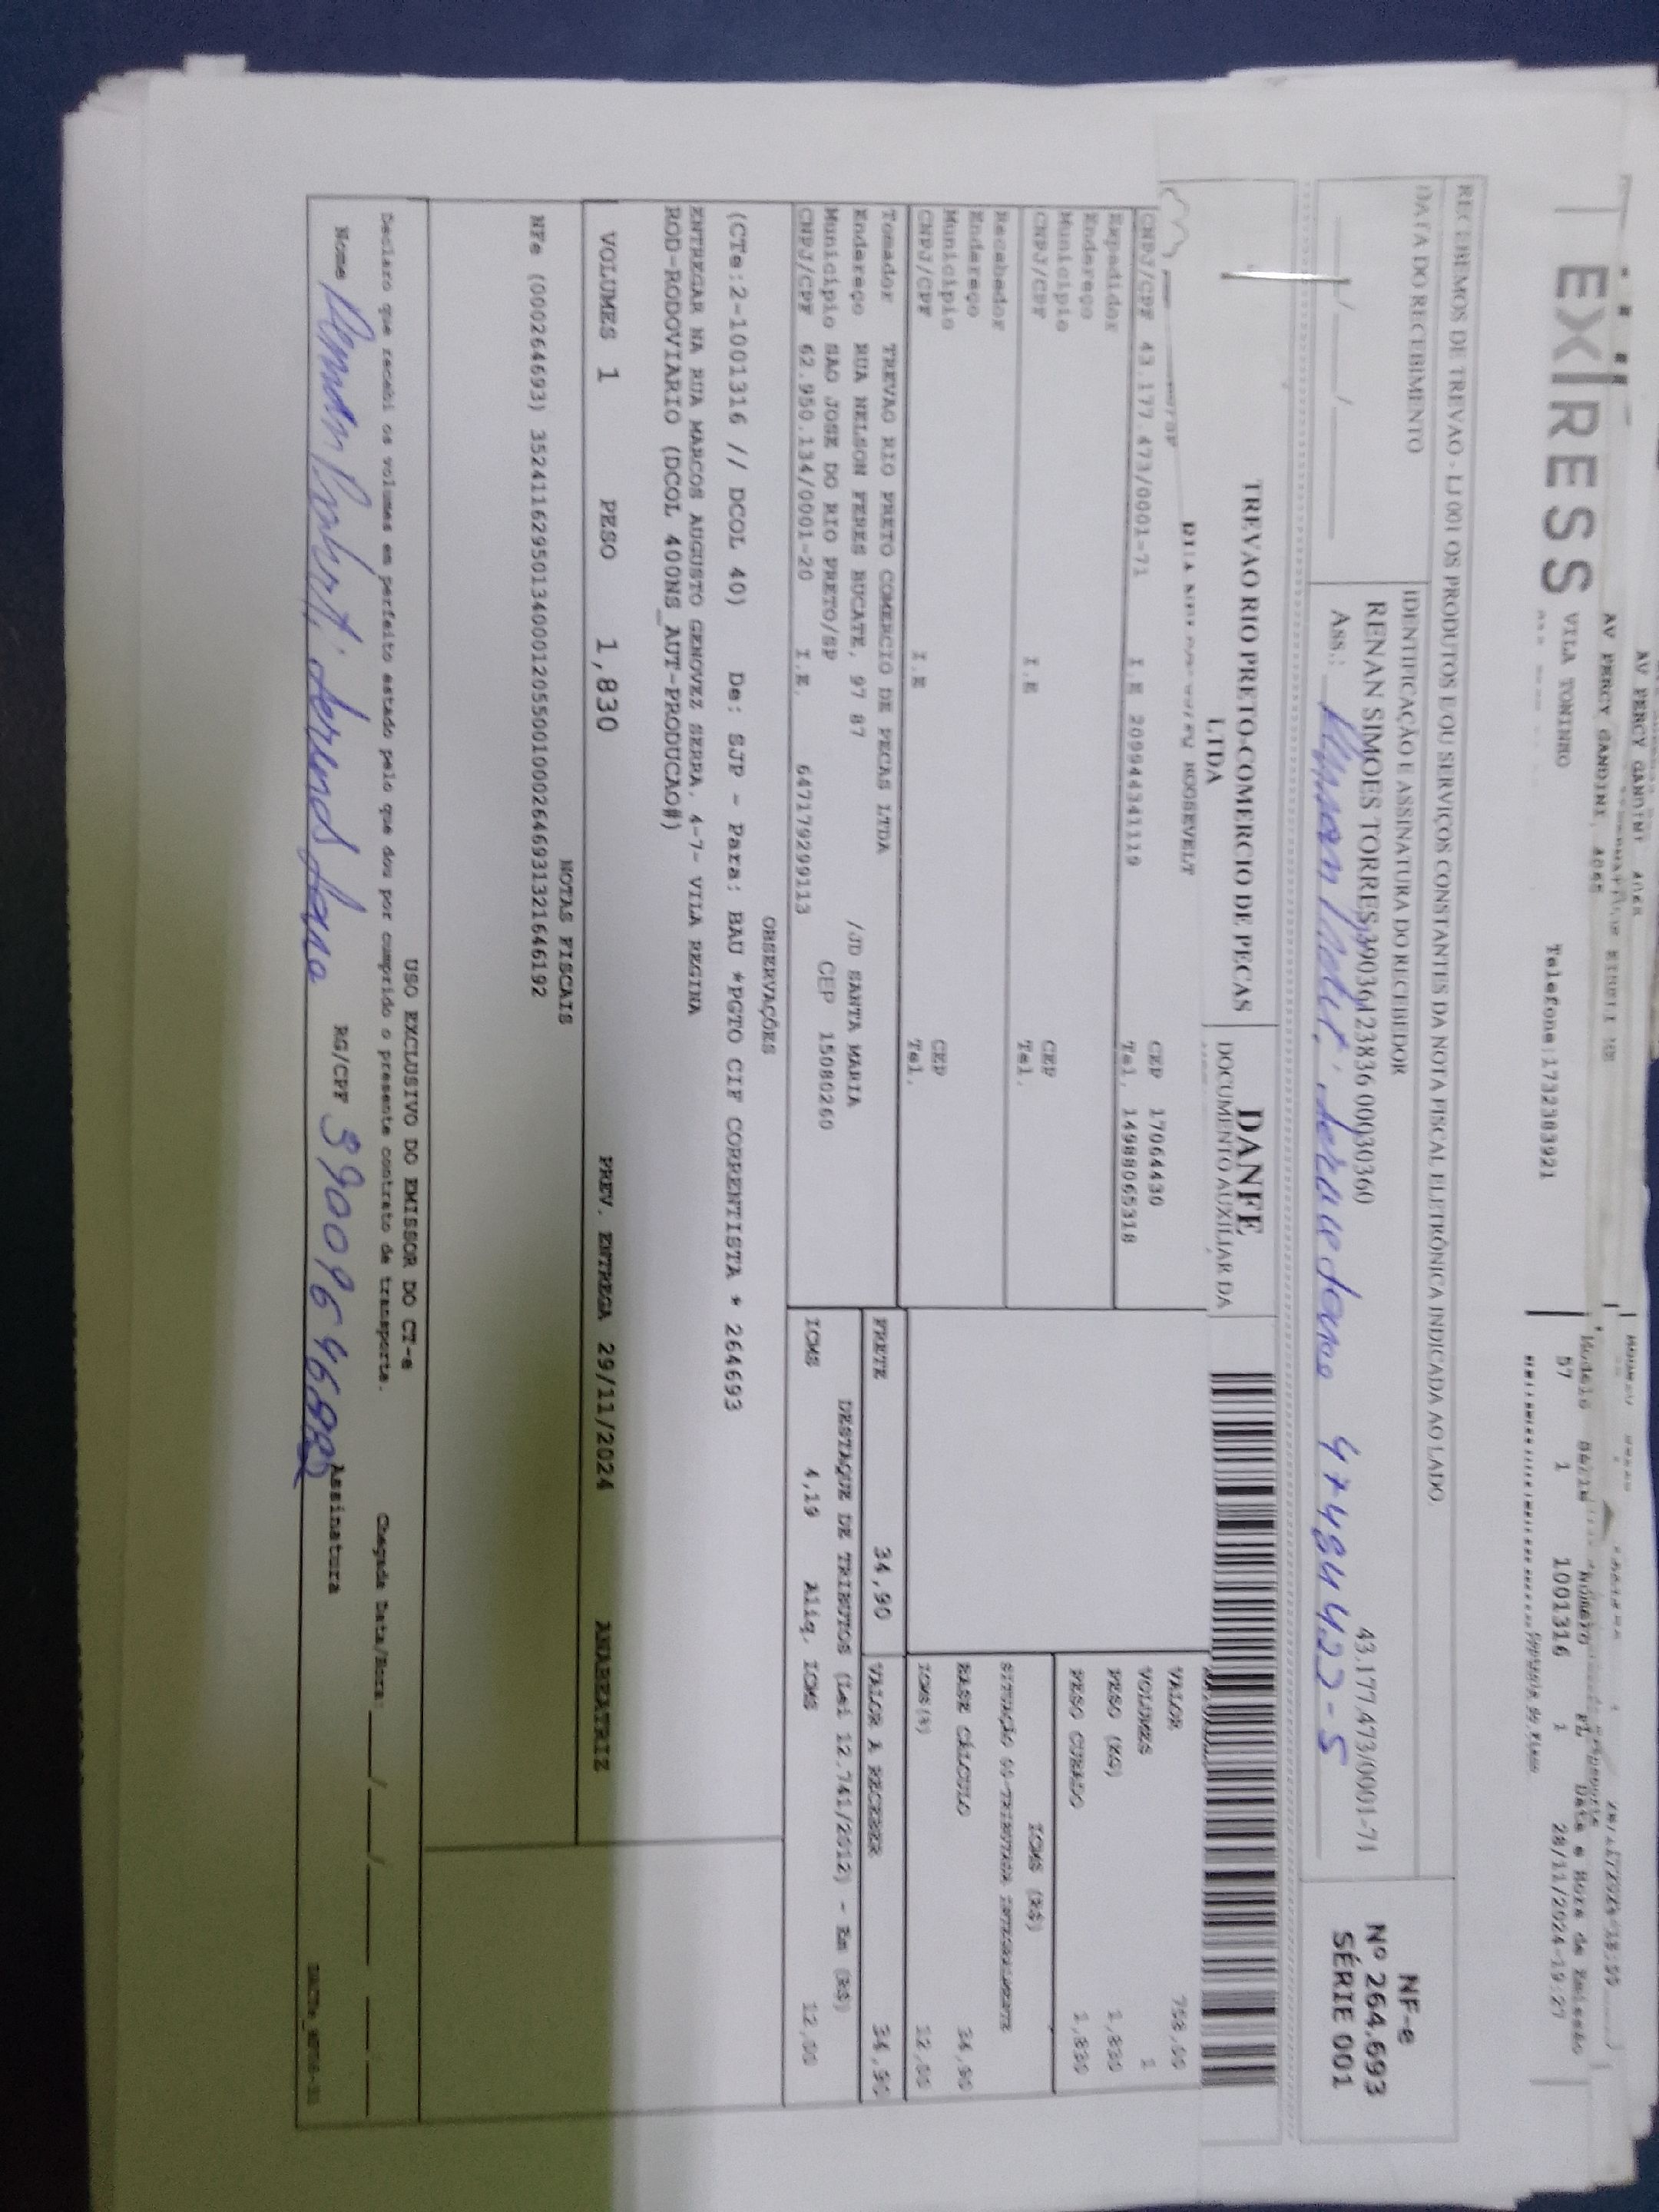 EXPRESS
AV PERCY GANDINI, 4065
VILA TONINHO
Telefone:1732383921
Modelo Série Número FL Data e Hora de Emissão
57 1 1001316 1 28/11/2024-19:27
RECEBEMOS DE TREVAO - LJ 001 OS PRODUTOS E/OU SERVIÇOS CONSTANTES DA NOTA FISCAL ELETRÔNICA INDICADA AO LADO
DATA DO RECEBIMENTO
IDENTIFICAÇÃO E ASSINATURA DO RECEBEDOR
RENAN SIMOES TORRES 39036123836 00030360
43.177.473/0001-71
Ass.:
NF-e
Nº 264.693
SÉRIE 001
TREVAO RIO PRETO-COMERCIO DE PECAS
LTDA
DANFE
DOCUMENTO AUXILIAR DA
CNPJ/CPF 43.177.473/0001-71 I.E 209944341119 Tel. 1498065318
CEP 17064430
Expedidor
Endereço
Município CEP
CNPJ/CPF I.E Tel.
Recebedor
Endereço
Município CEP
CNPJ/CPF I.E Tel.
VALOR 758,00
VOLUMES 1
PESO (KG) 1,830
PESO CUBADO 1,830
ICMS (R$)
BASE CÁLCULO 34,90
ICMS(%) 12,00
Tomador TREVAO RIO PRETO COMERCIO DE PECAS LTDA
Endereço RUA NELSON FERES BUCATE, 97 87 /JD SANTA MARIA
Município SAO JOSE DO RIO PRETO/SP CEP 15080260
CNPJ/CPF 62.950.134/0001-20 I.E. 647179299113
FRETE 34,90 VALOR A RECEBER 34,90
DESTAQUE DE TRIBUTOS (Lei 12.741/2012) - Em (R$)
ICMS 4,19 Aliq. ICMS 12,00
OBSERVAÇÕES
(CTe:2-1001316 // DCOL 40) De: SJP - Para: BAU *PGTO CIF CORRENTISTA * 264693
ENTREGAR NA RUA MARCOS AUGUSTO GENOVEZ SERRA, 4-7- VILA REGINA
ROD-RODOVIARIO (DCOL 400NS_AUT-PRODUCAO#)
VOLUMES 1 PESO 1,830 PREV. ENTREGA 29/11/2024 ANABEATRIZ
NOTAS FISCAIS
NFe (000264693) 35241162950134000120550010002646931321646192
USO EXCLUSIVO DO EMISSOR DO CT-e
Declaro que recebi os volumes em perfeito estado pelo que dou por cumprido o presente contrato de transporte. Chegada Data/Hora: ___/___/___
Nome RG/CPF Assinatura